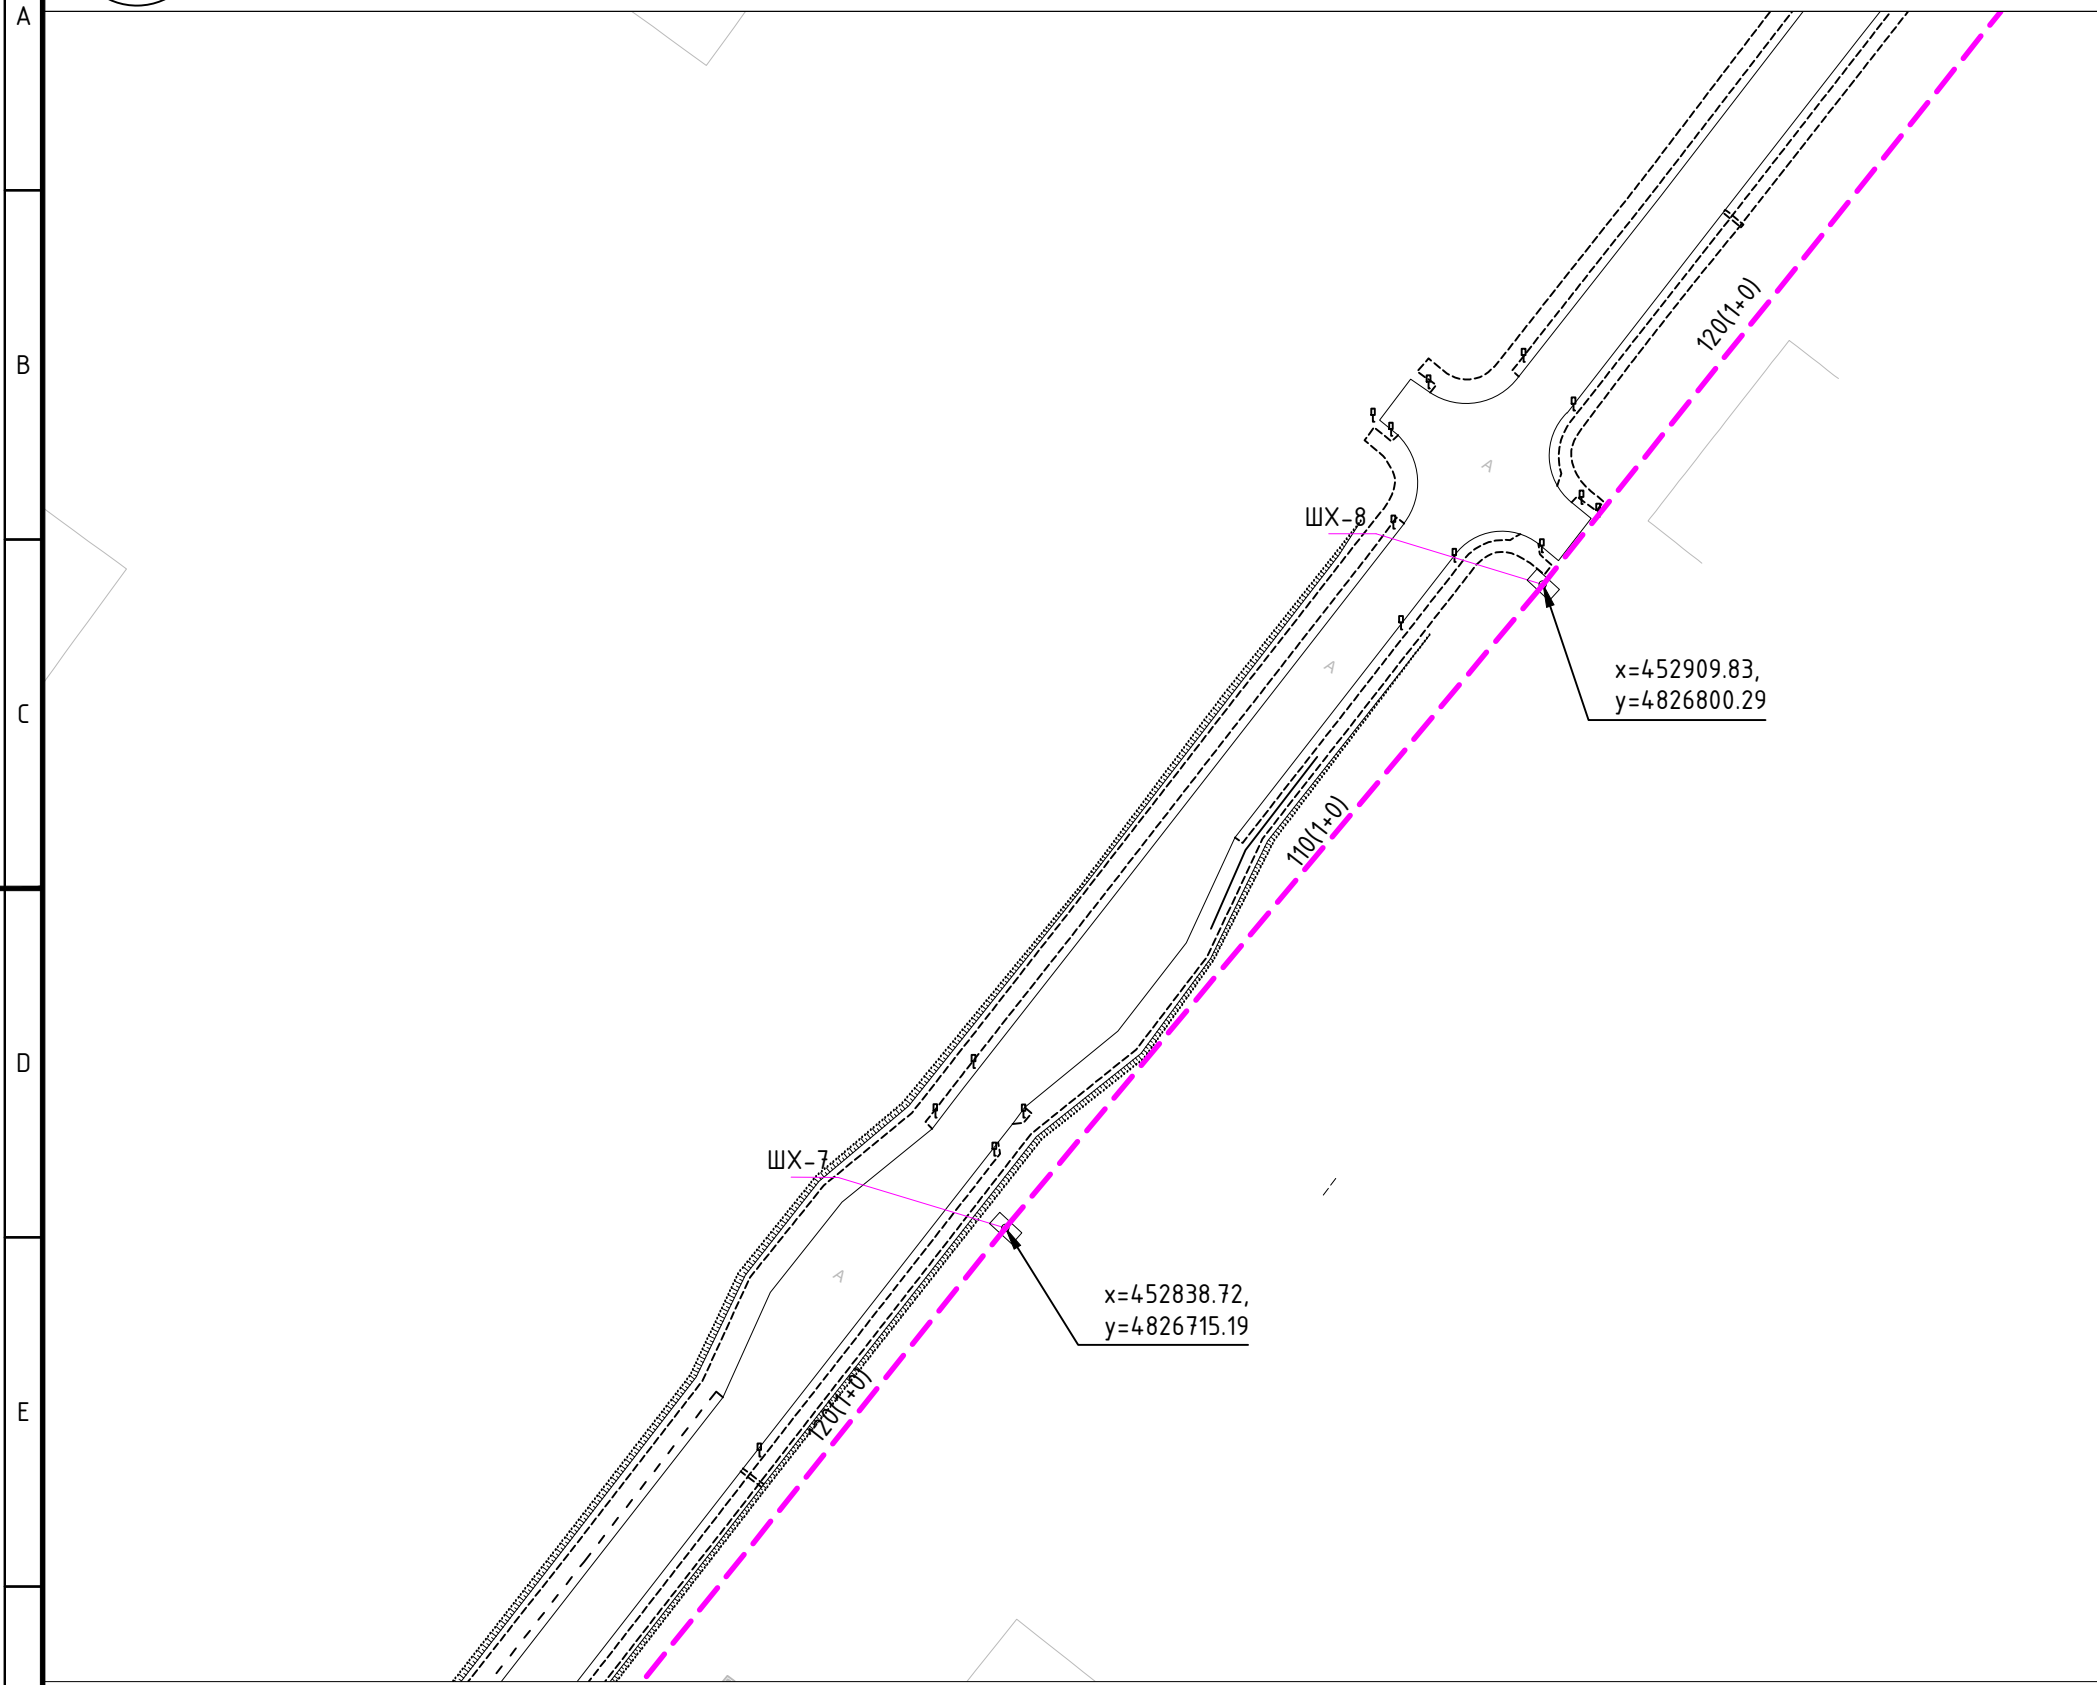 A
B
120(1+0)
A
ШХ-8
A
x=452909.83,
y=4826800.29
C
110(1+0)
D
ШХ-7
A
x=452838.72,
y=4826715.19
120(1+0)
E